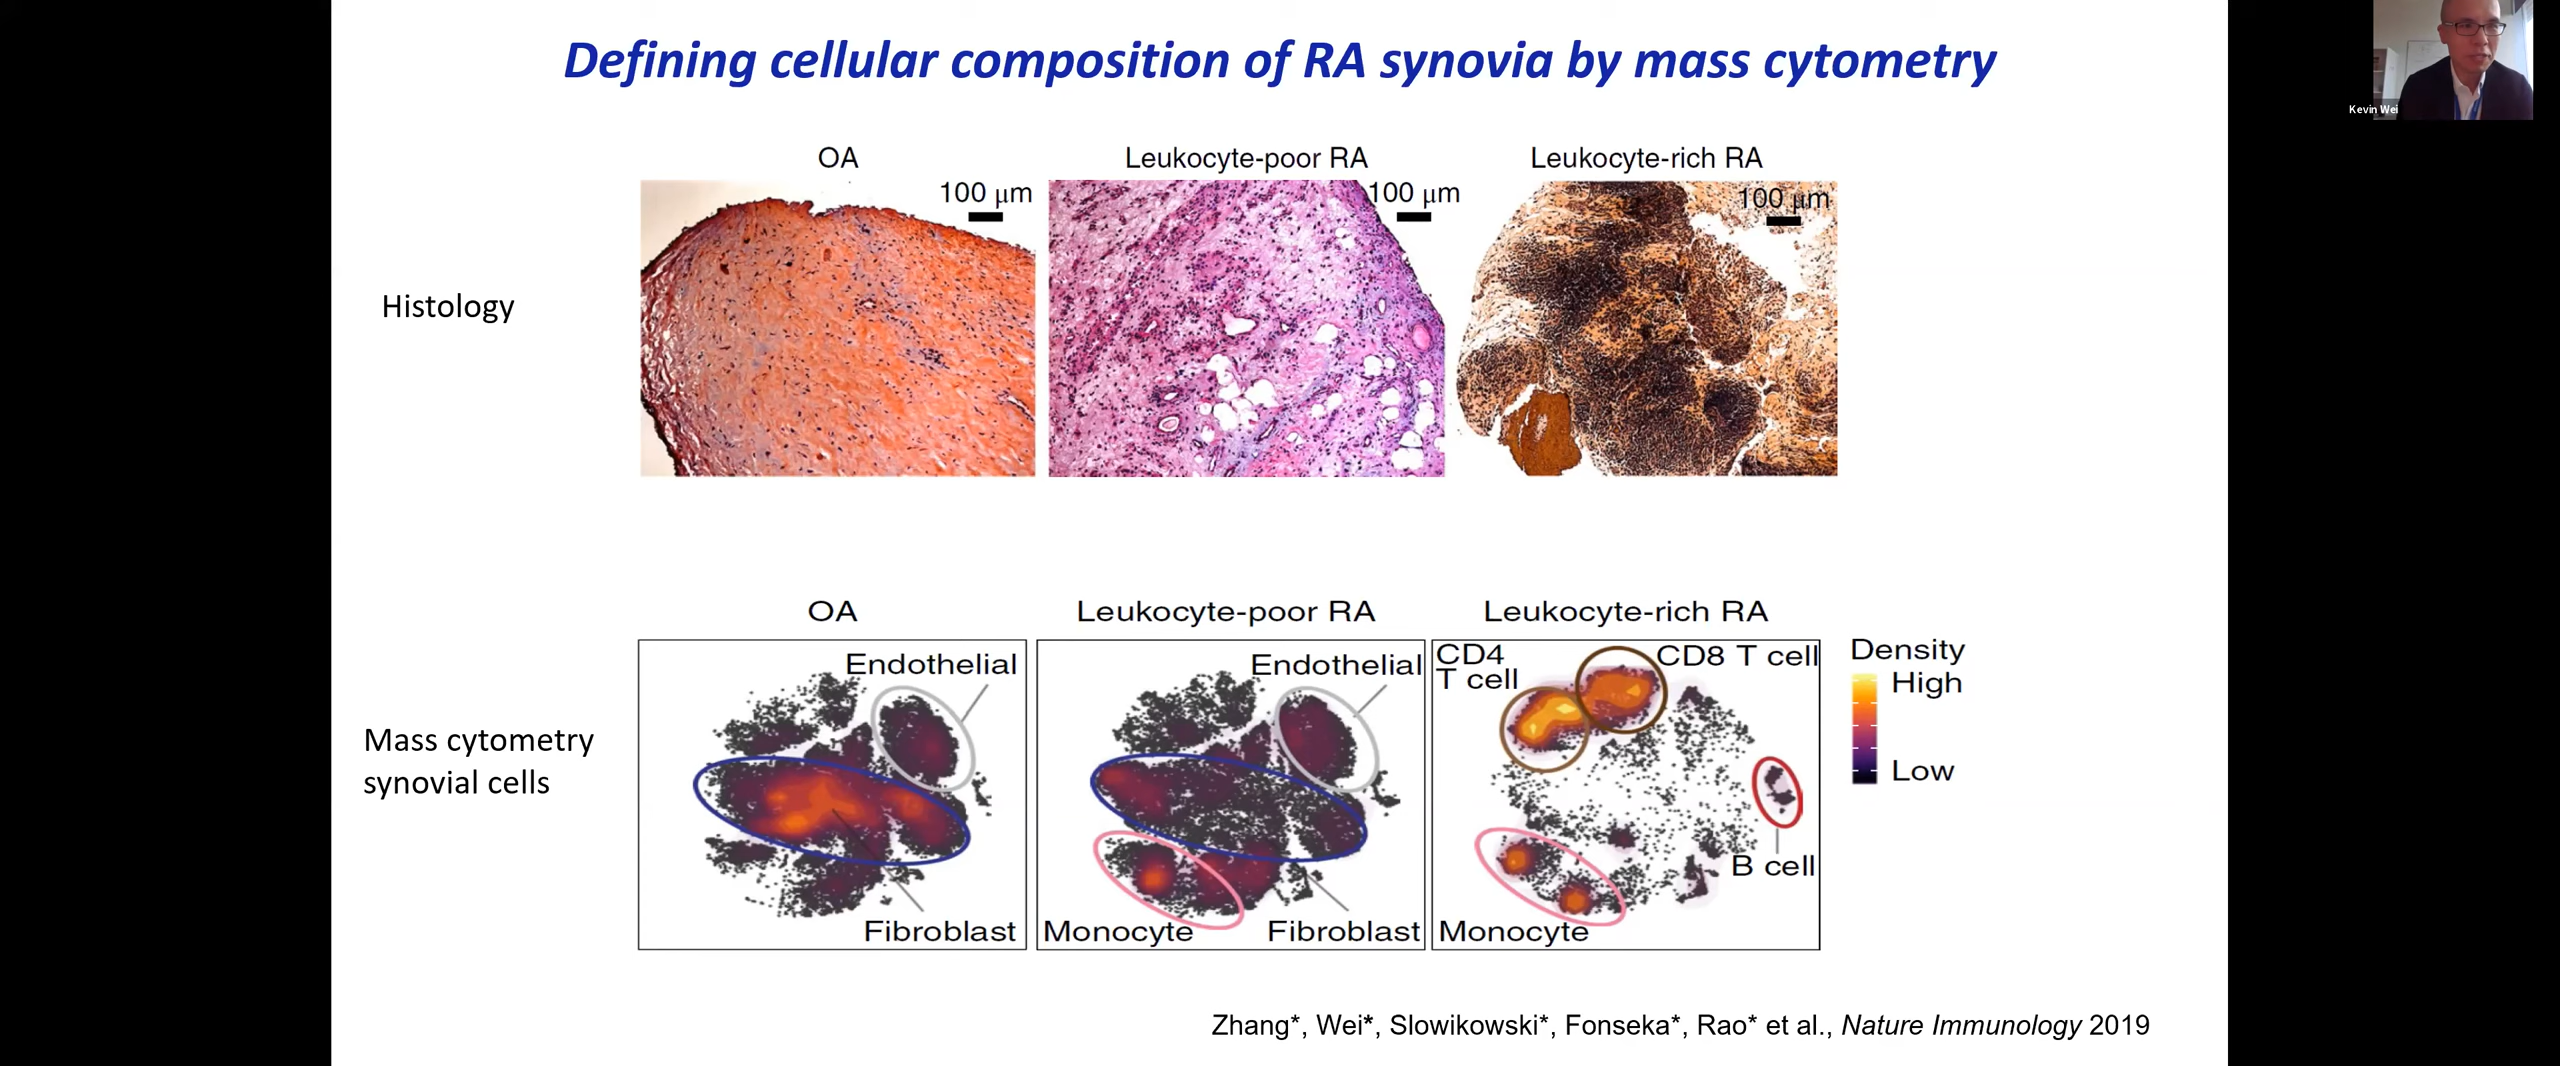 Defining cellular composition of RA synovia by mass cytometry
Kevin Wei
OA
Leukocyte-poor RA
Leukocyte-rich RA
100 μm
100 μm
100 μm
Histology
OA
Leukocyte-poor RA
Leukocyte-rich RA
Endothelial
Fibroblast
Endothelial
Monocyte
Fibroblast
CD4
T cell
CD8 T cell
B cell
Monocyte
Density
High
Low
Mass cytometry
synovial cells
Zhang*, Wei*, Slowikowski*, Fonseka*, Rao* et al., Nature Immunology 2019